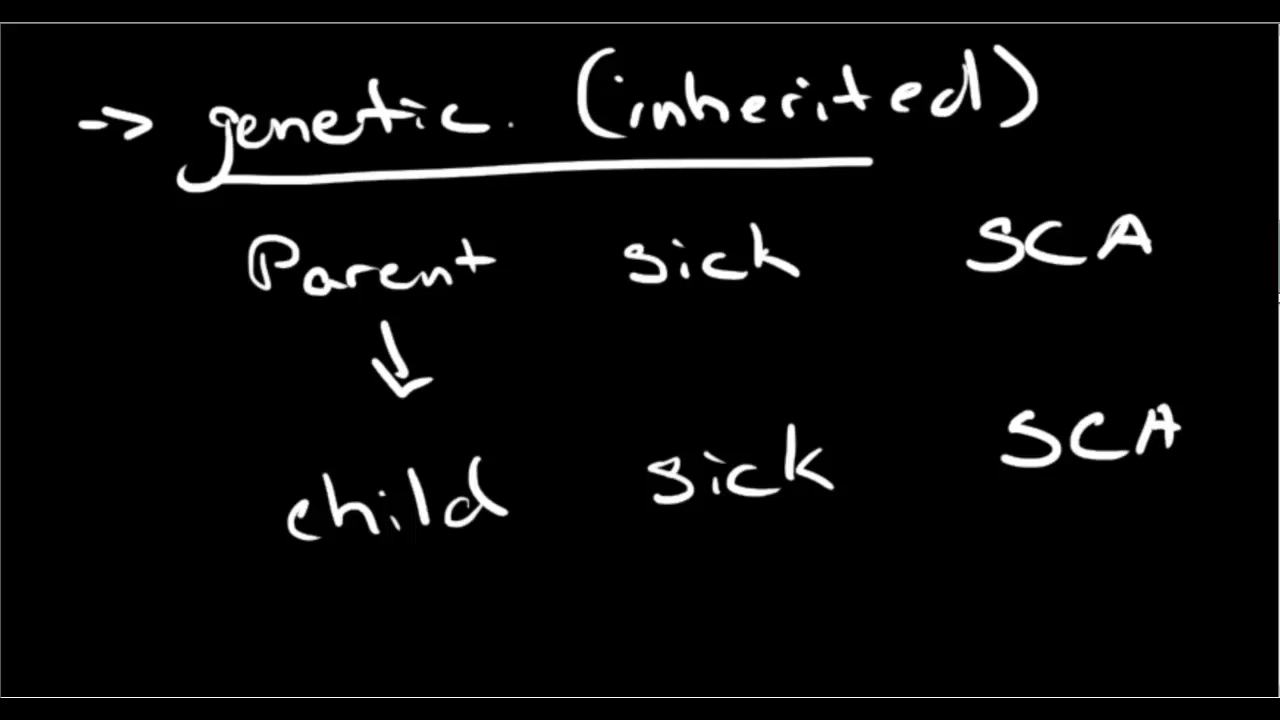 -> genetic. (inherited)
Parent sick SCA
↓
child sick SCA